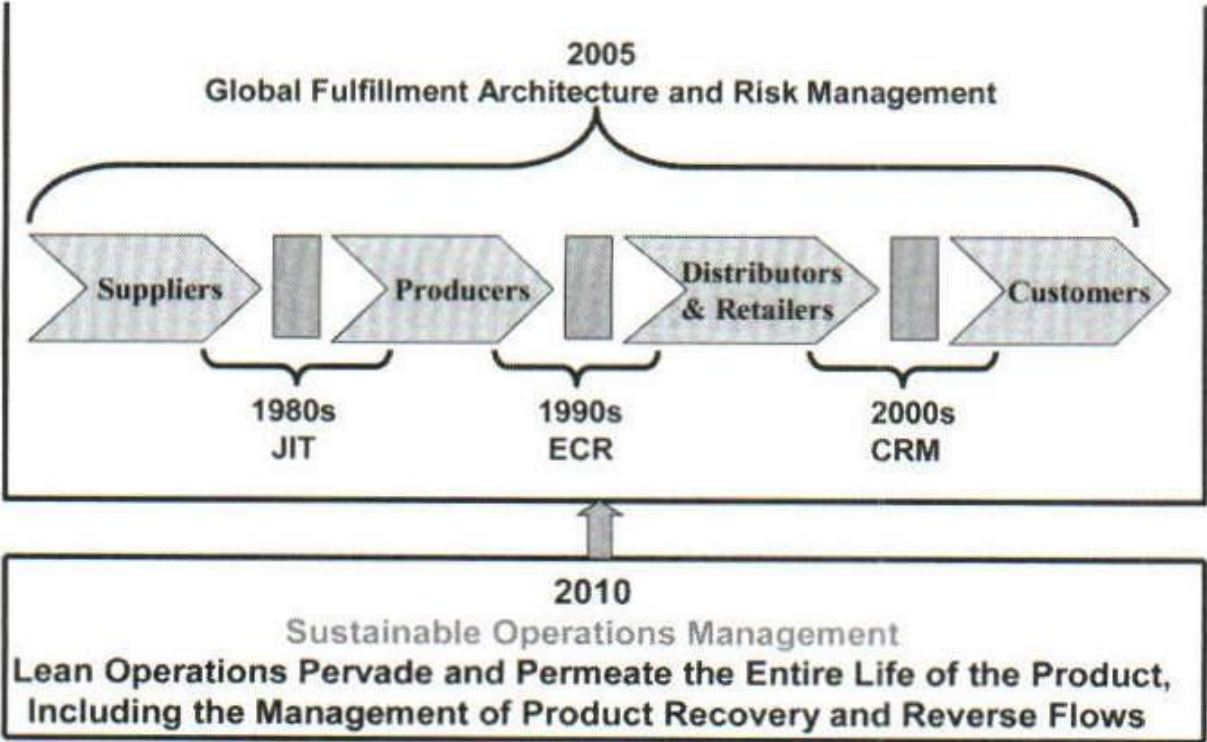 2005
Global Fulfillment Architecture and Risk Management
Suppliers
Producers
Distributors
& Retailers
Customers
1980s
JIT
1990s
ECR
2000s
CRM
2010
Sustainable Operations Management
Lean Operations Pervade and Permeate the Entire Life of the Product,
Including the Management of Product Recovery and Reverse Flows